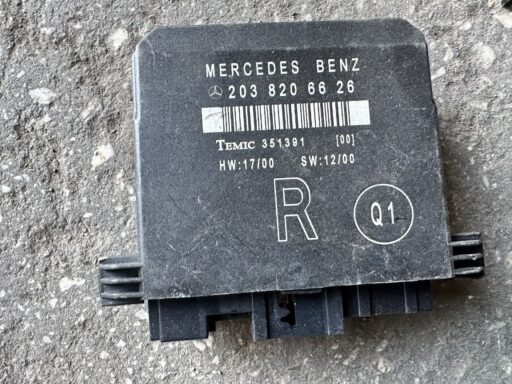 MERCEDES BENZ
203 820 66 26
TEMIC 351391 [00]
HW:17/00 SW:12/00
R
Q1